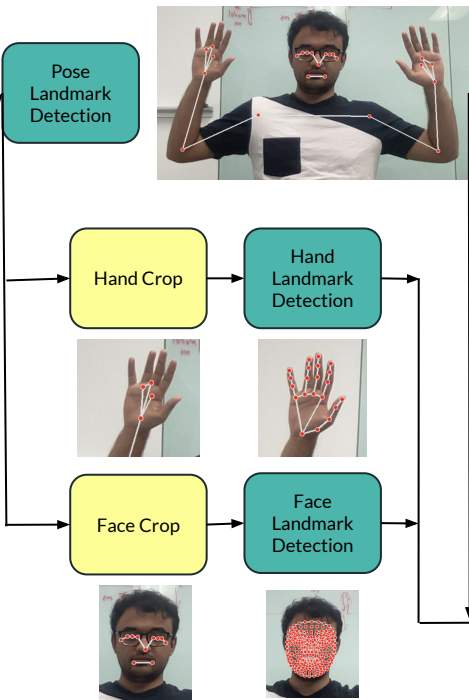 Pose
Landmark
Detection
Hand Crop
Hand
Landmark
Detection
Face Crop
Face
Landmark
Detection